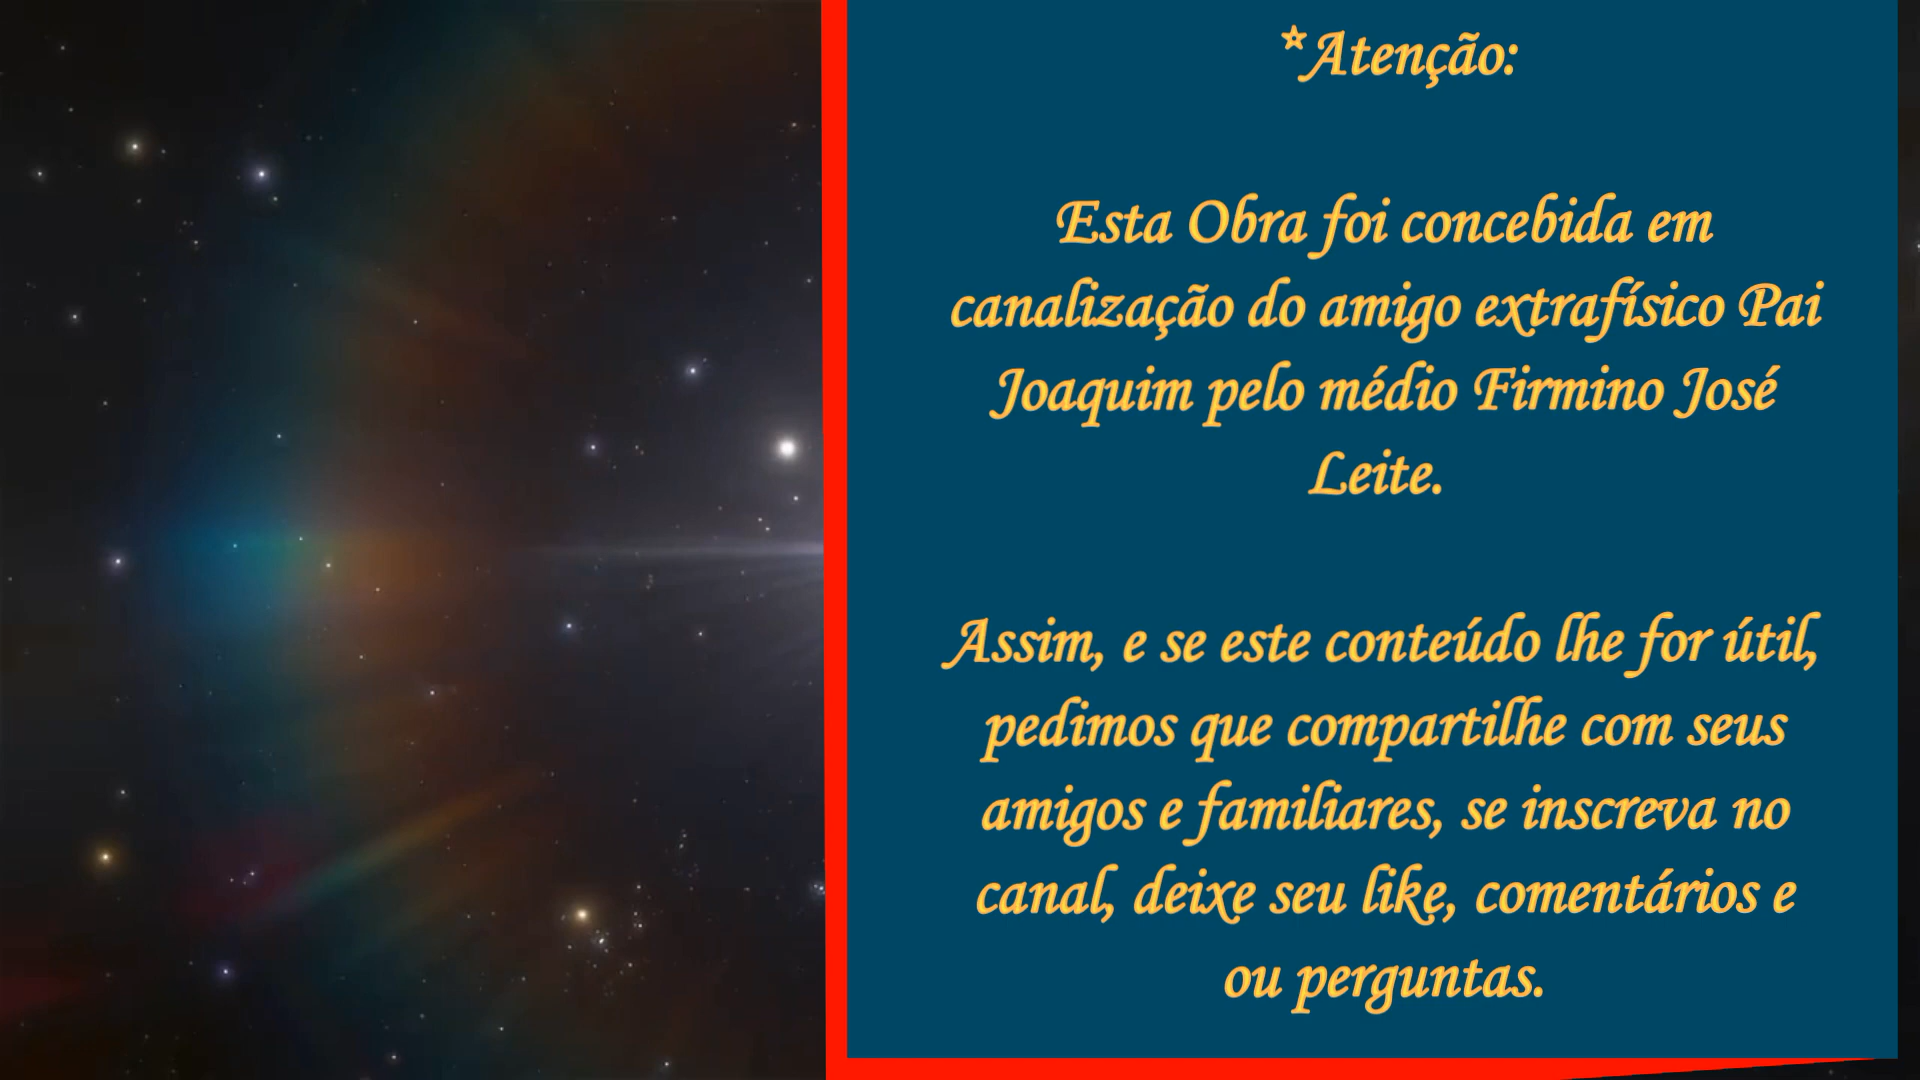 *Atenção:
Esta Obra foi concebida em
canalização do amigo extrafísico Pai
Joaquim pelo médio Firmino José
Leite.
Assim, e se este conteúdo lhe for útil,
pedimos que compartilhe com seus
amigos e familiares, se inscreva no
canal, deixe seu like, comentários e
ou perguntas.